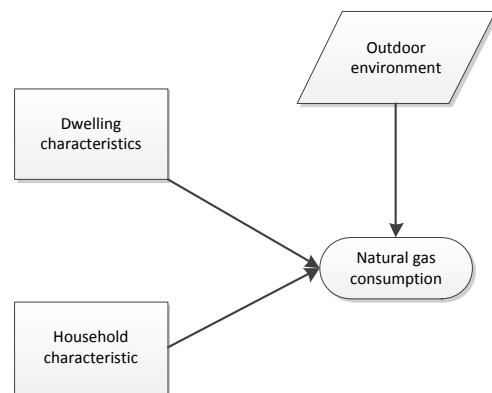 Outdoor
environment
Dwelling
characteristics
Natural gas
consumption
Household
characteristic